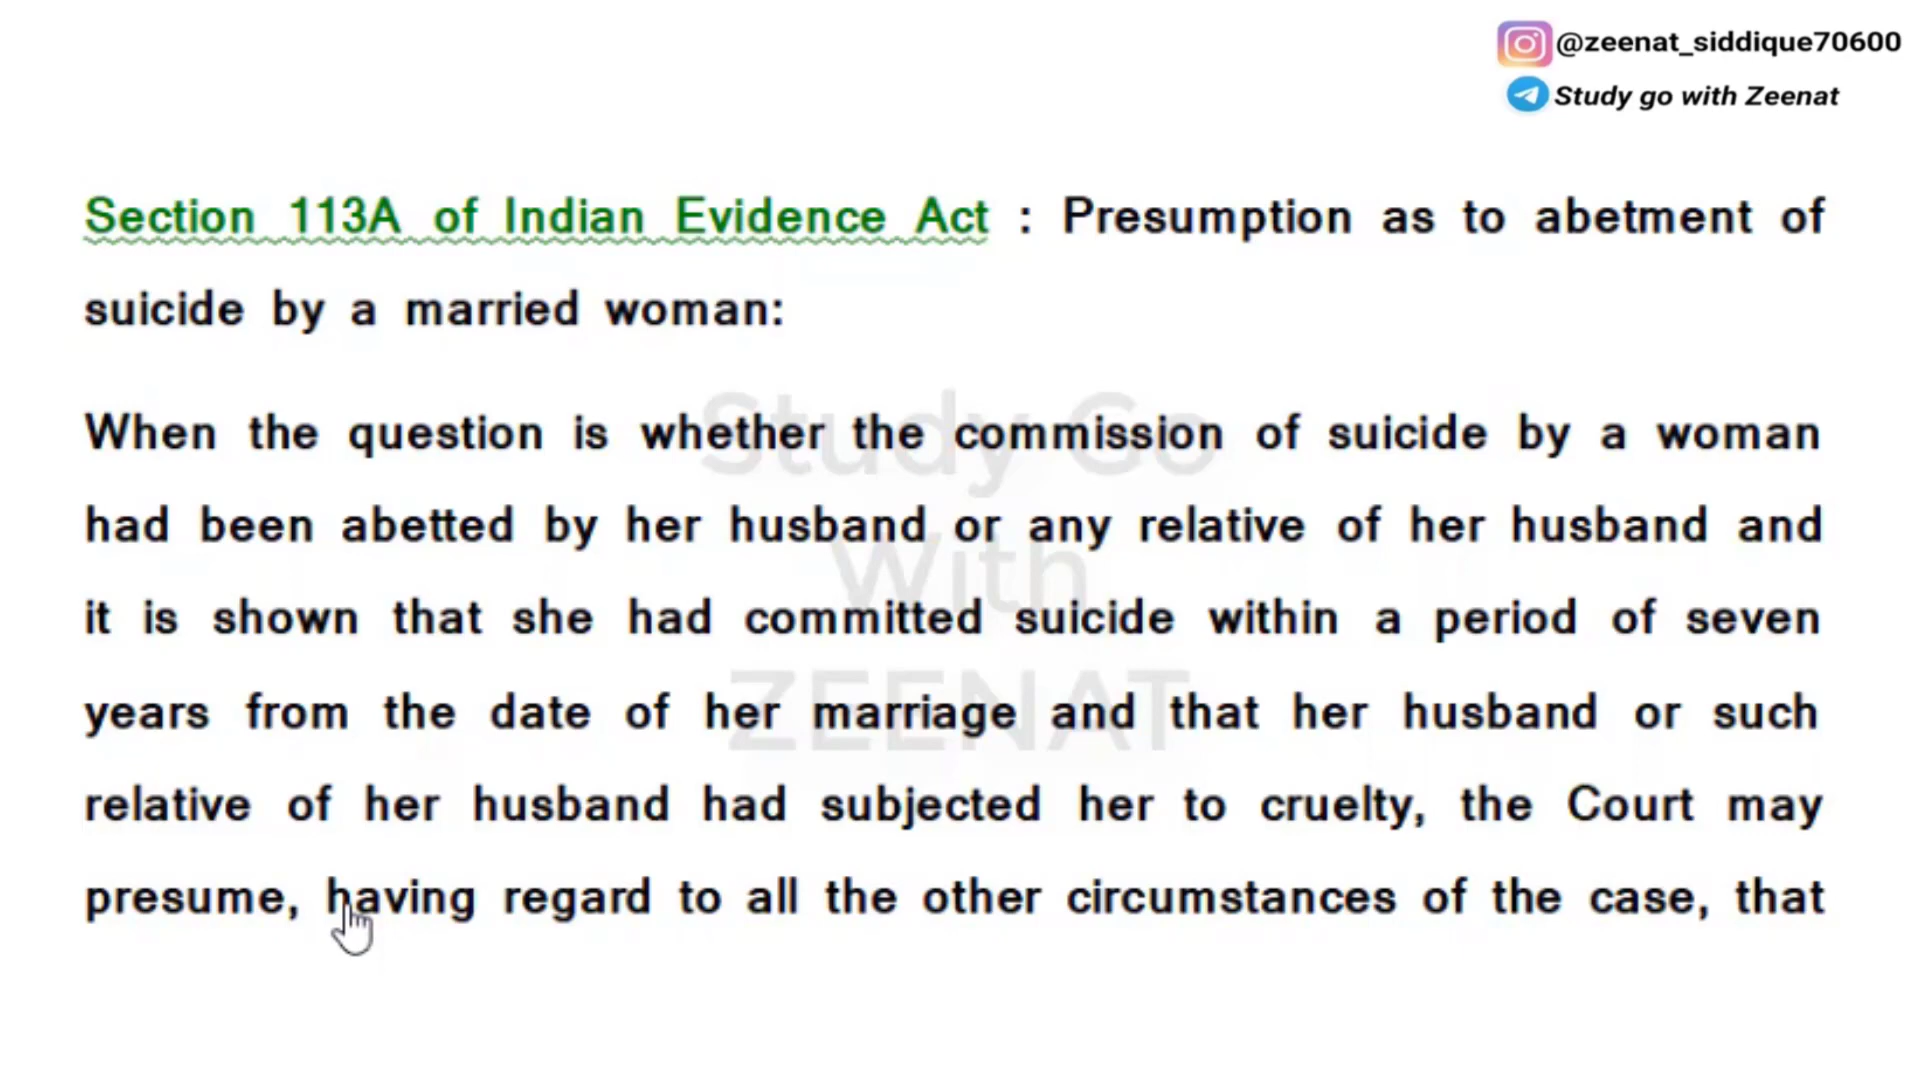 @zeenat_siddique70600
Study go with Zeenat
Section 113A of Indian Evidence Act : Presumption as to abetment of
suicide by a married woman:
When the question is whether the commission of suicide by a woman
had been abetted by her husband or any relative of her husband and
it is shown that she had committed suicide within a period of seven
years from the date of her marriage and that her husband or such
relative of her husband had subjected her to cruelty, the Court may
presume, having regard to all the other circumstances of the case, that
Study Go
With
ZEENAT